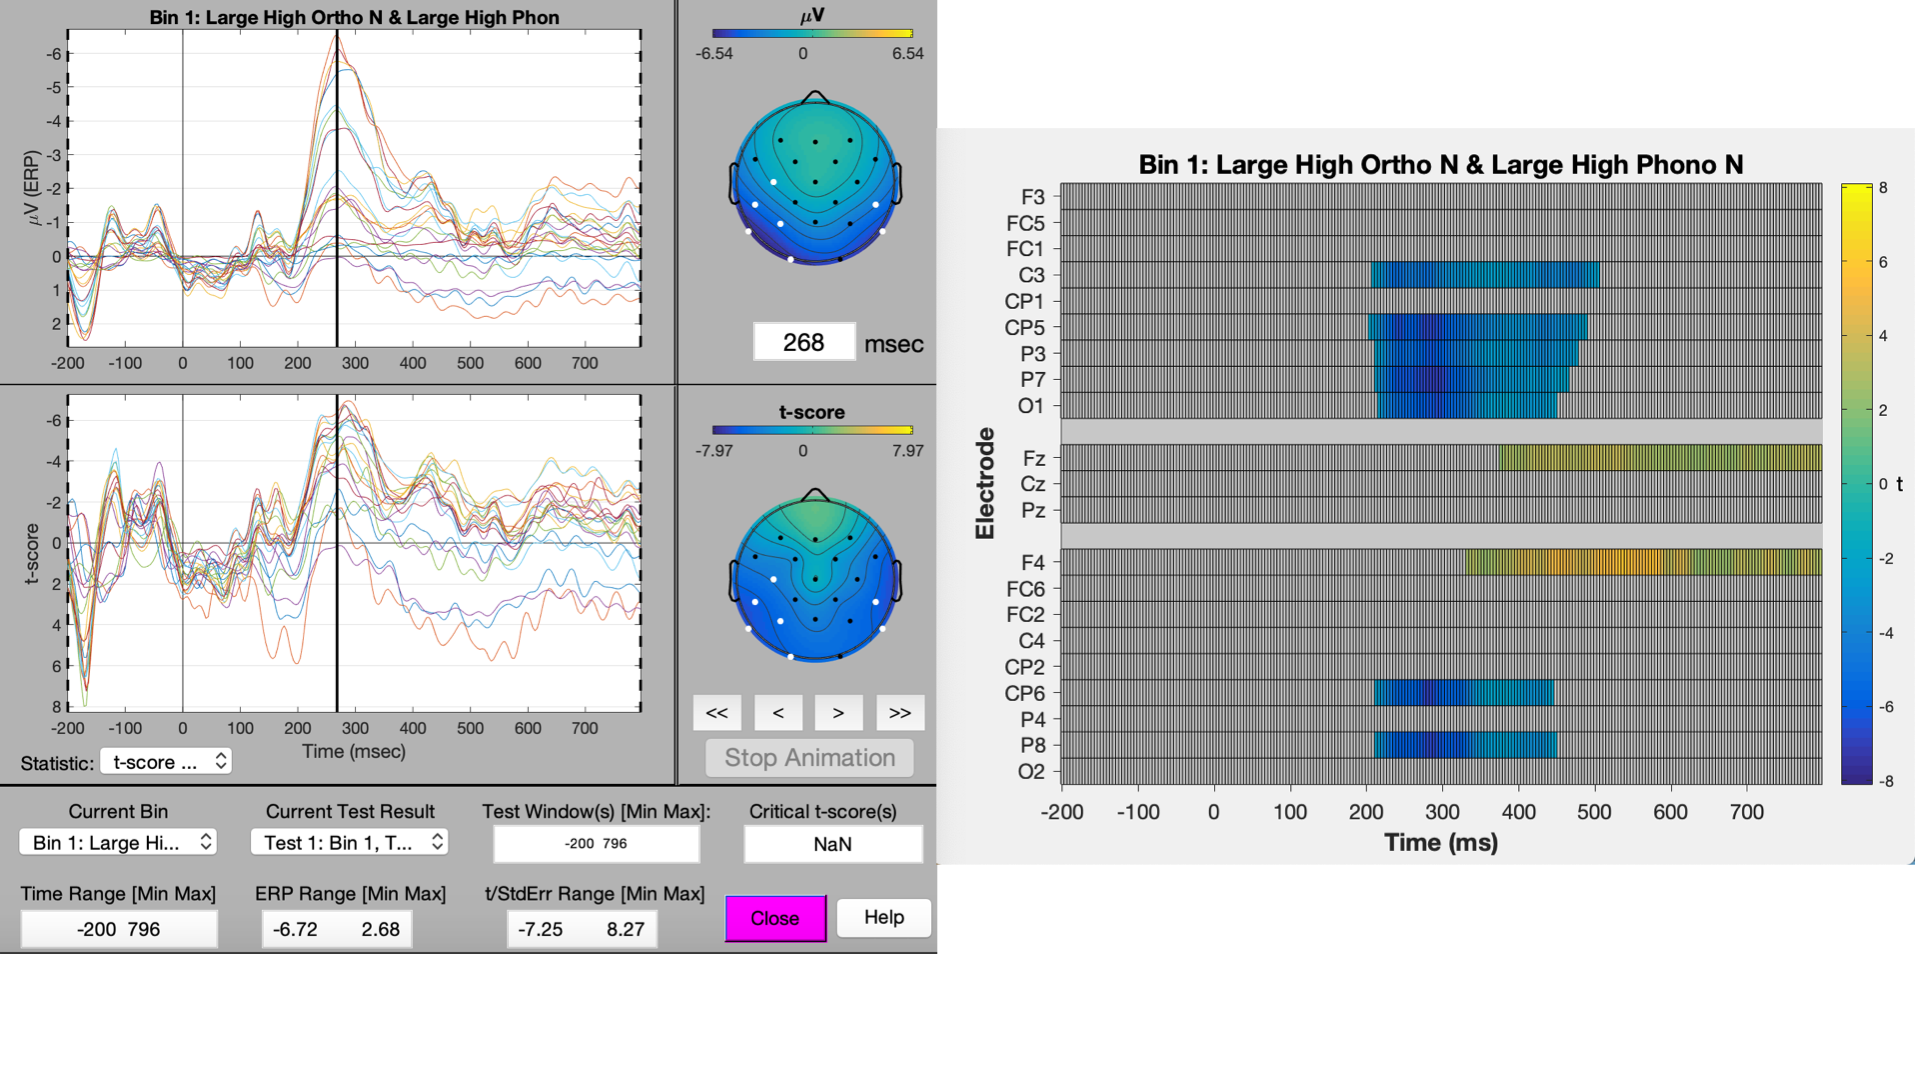 Bin 1: Large High Ortho N & Large High Phon
μV (ERP)
-6
-5
-4
-3
-2
-1
0
1
2
-200 -100 0 100 200 300 400 500 600 700
μV
-6.54 0 6.54
268 msec
t-score
-6
-4
-2
0
2
4
6
8
-200 -100 0 100 200 300 400 500 600 700
Time (msec)
Statistic: t-score ...
t-score
-7.97 0 7.97
<< < > >>
Stop Animation
Current Bin
Bin 1: Large Hi...
Current Test Result
Test 1: Bin 1, T...
Test Window(s) [Min Max]:
-200 796
Critical t-score(s)
NaN
Time Range [Min Max]
-200 796
ERP Range [Min Max]
-6.72 2.68
t/StdErr Range [Min Max]
-7.25 8.27
Close
Help
Bin 1: Large High Ortho N & Large High Phono N
Electrode
F3
FC5
FC1
C3
CP1
CP5
P3
P7
O1
Fz
Cz
Pz
F4
FC6
FC2
C4
CP2
CP6
P4
P8
O2
-200 -100 0 100 200 300 400 500 600 700
Time (ms)
8
6
4
2
0 t
-2
-4
-6
-8